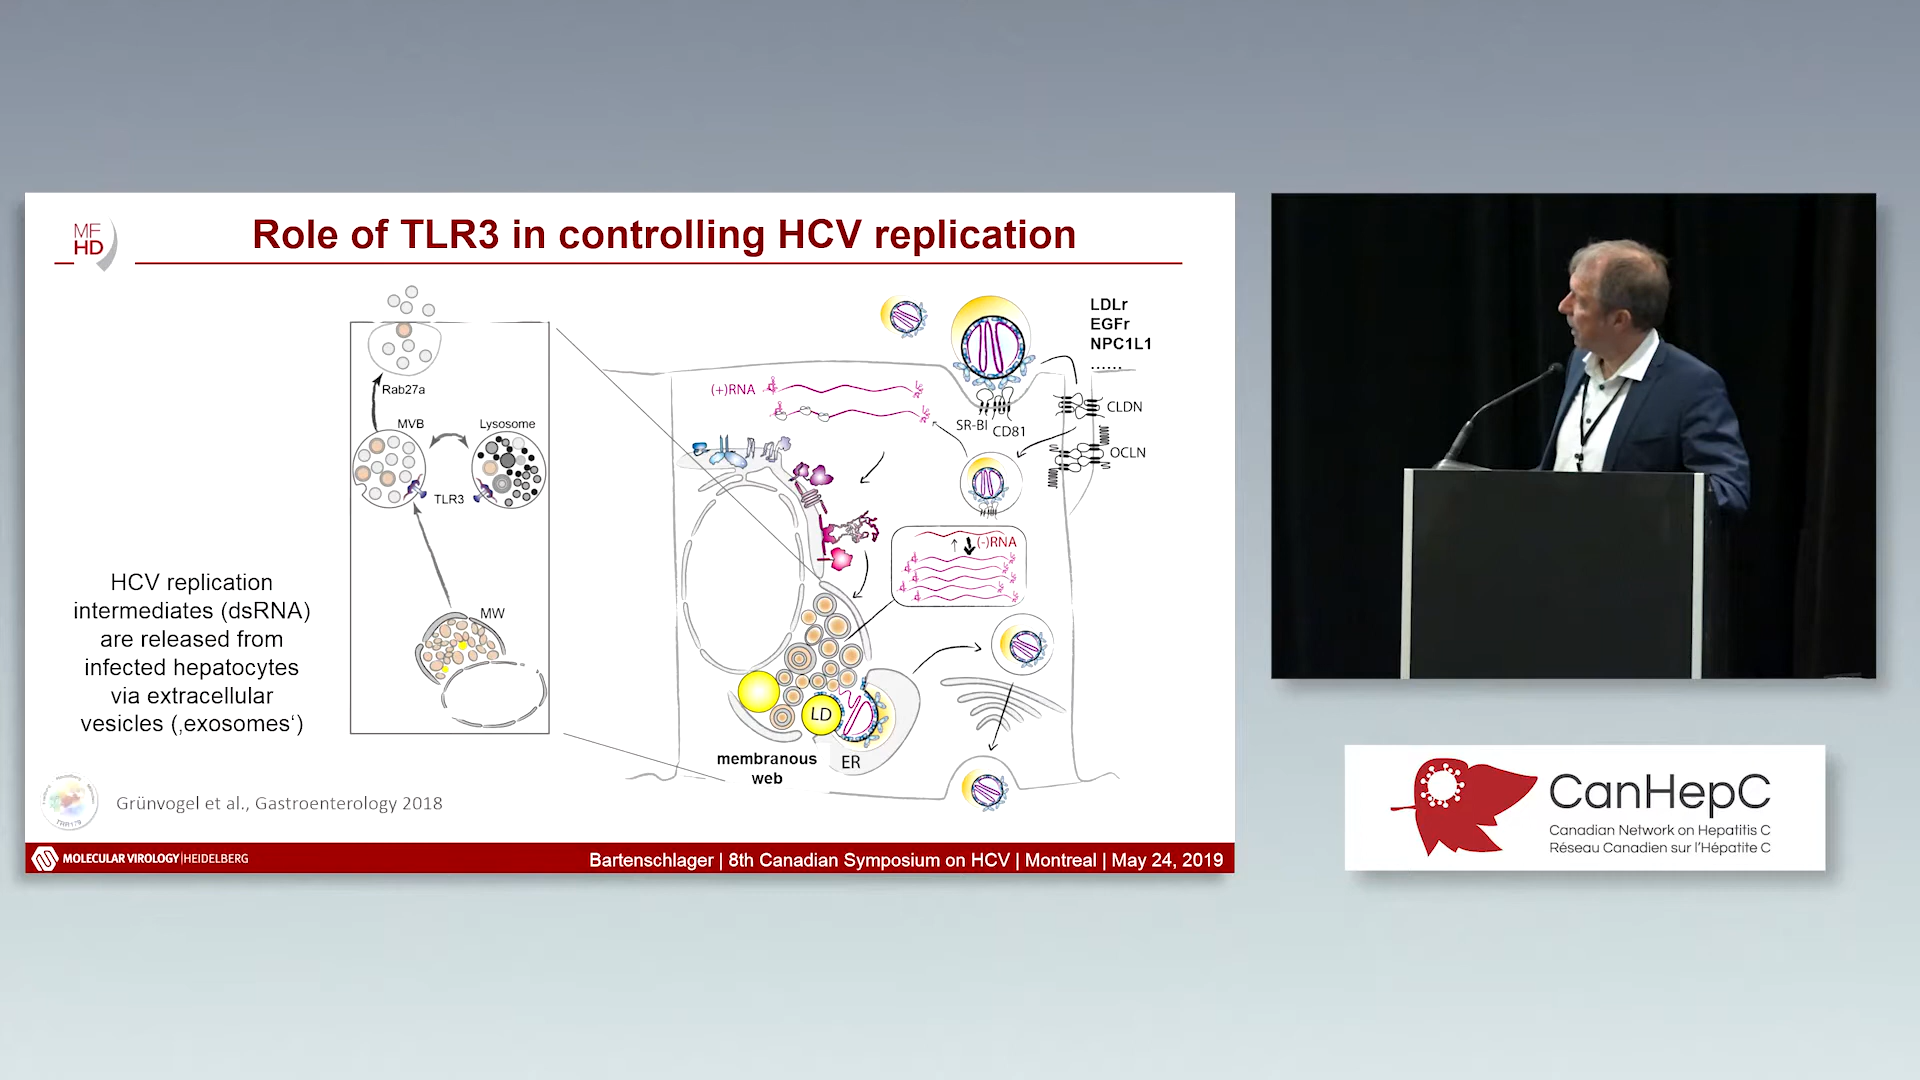 MF
HD
Role of TLR3 in controlling HCV replication
Rab27a
MVB
Lysosome
TLR3
MW
HCV replication
intermediates (dsRNA)
are released from
infected hepatocytes
via extracellular
vesicles (‚exosomes‘)
LDLr
EGFr
NPC1L1
......
(+)RNA
SR-BI
CD81
CLDN
OCLN
(-)RNA
LD
ER
membranous
web
TRR179
Grünvogel et al., Gastroenterology 2018
MOLECULAR VIROLOGY|HEIDELBERG
Bartenschlager | 8th Canadian Symposium on HCV | Montreal | May 24, 2019
CanHepC
Canadian Network on Hepatitis C
Réseau Canadien sur l'Hépatite C